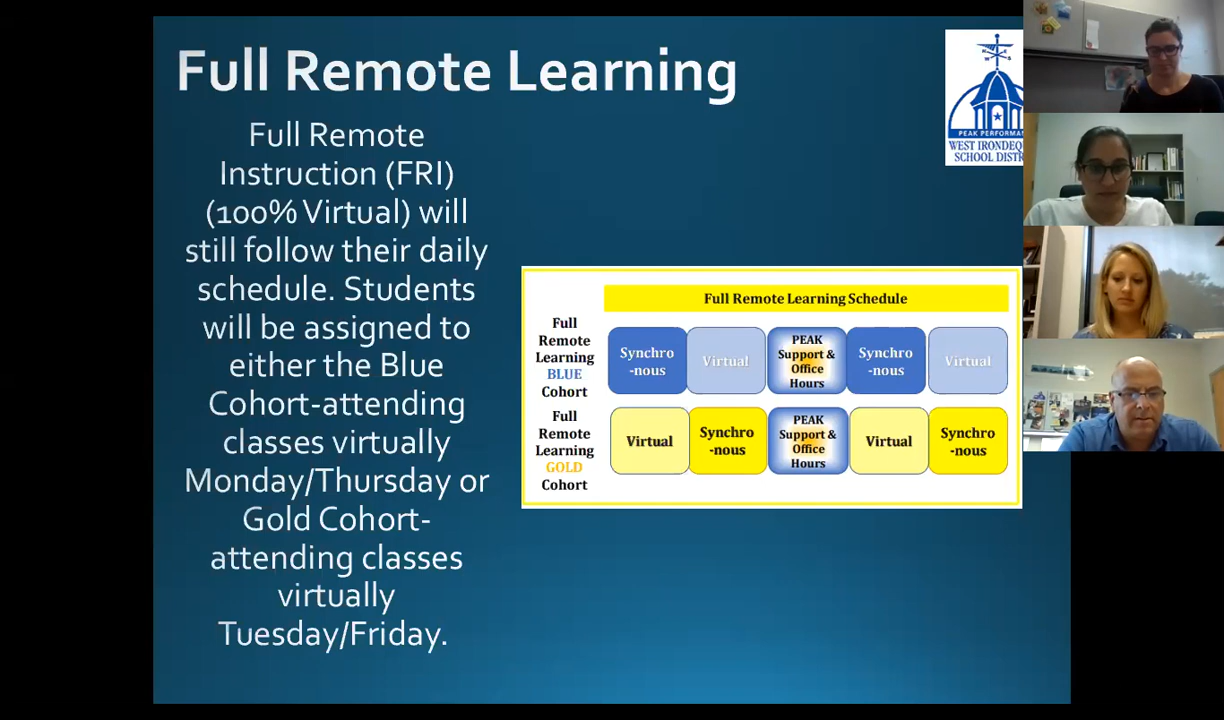 Full Remote Learning
Full Remote
Instruction (FRI)
(100% Virtual) will
still follow their daily
schedule. Students
will be assigned to
either the Blue
Cohort-attending
classes virtually
Monday/Thursday or
Gold Cohort-
attending classes
virtually
Tuesday/Friday.
PEAK PERFORMA
WEST IRONDEQ
SCHOOL DISTR
Full Remote Learning Schedule
Full
Remote
Learning
BLUE
Cohort
Synchro
-nous
Virtual
PEAK
Support &
Office
Hours
Synchro
-nous
Virtual
Full
Remote
Learning
GOLD
Cohort
Virtual
Synchro
-nous
PEAK
Support &
Office
Hours
Virtual
Synchro
-nous